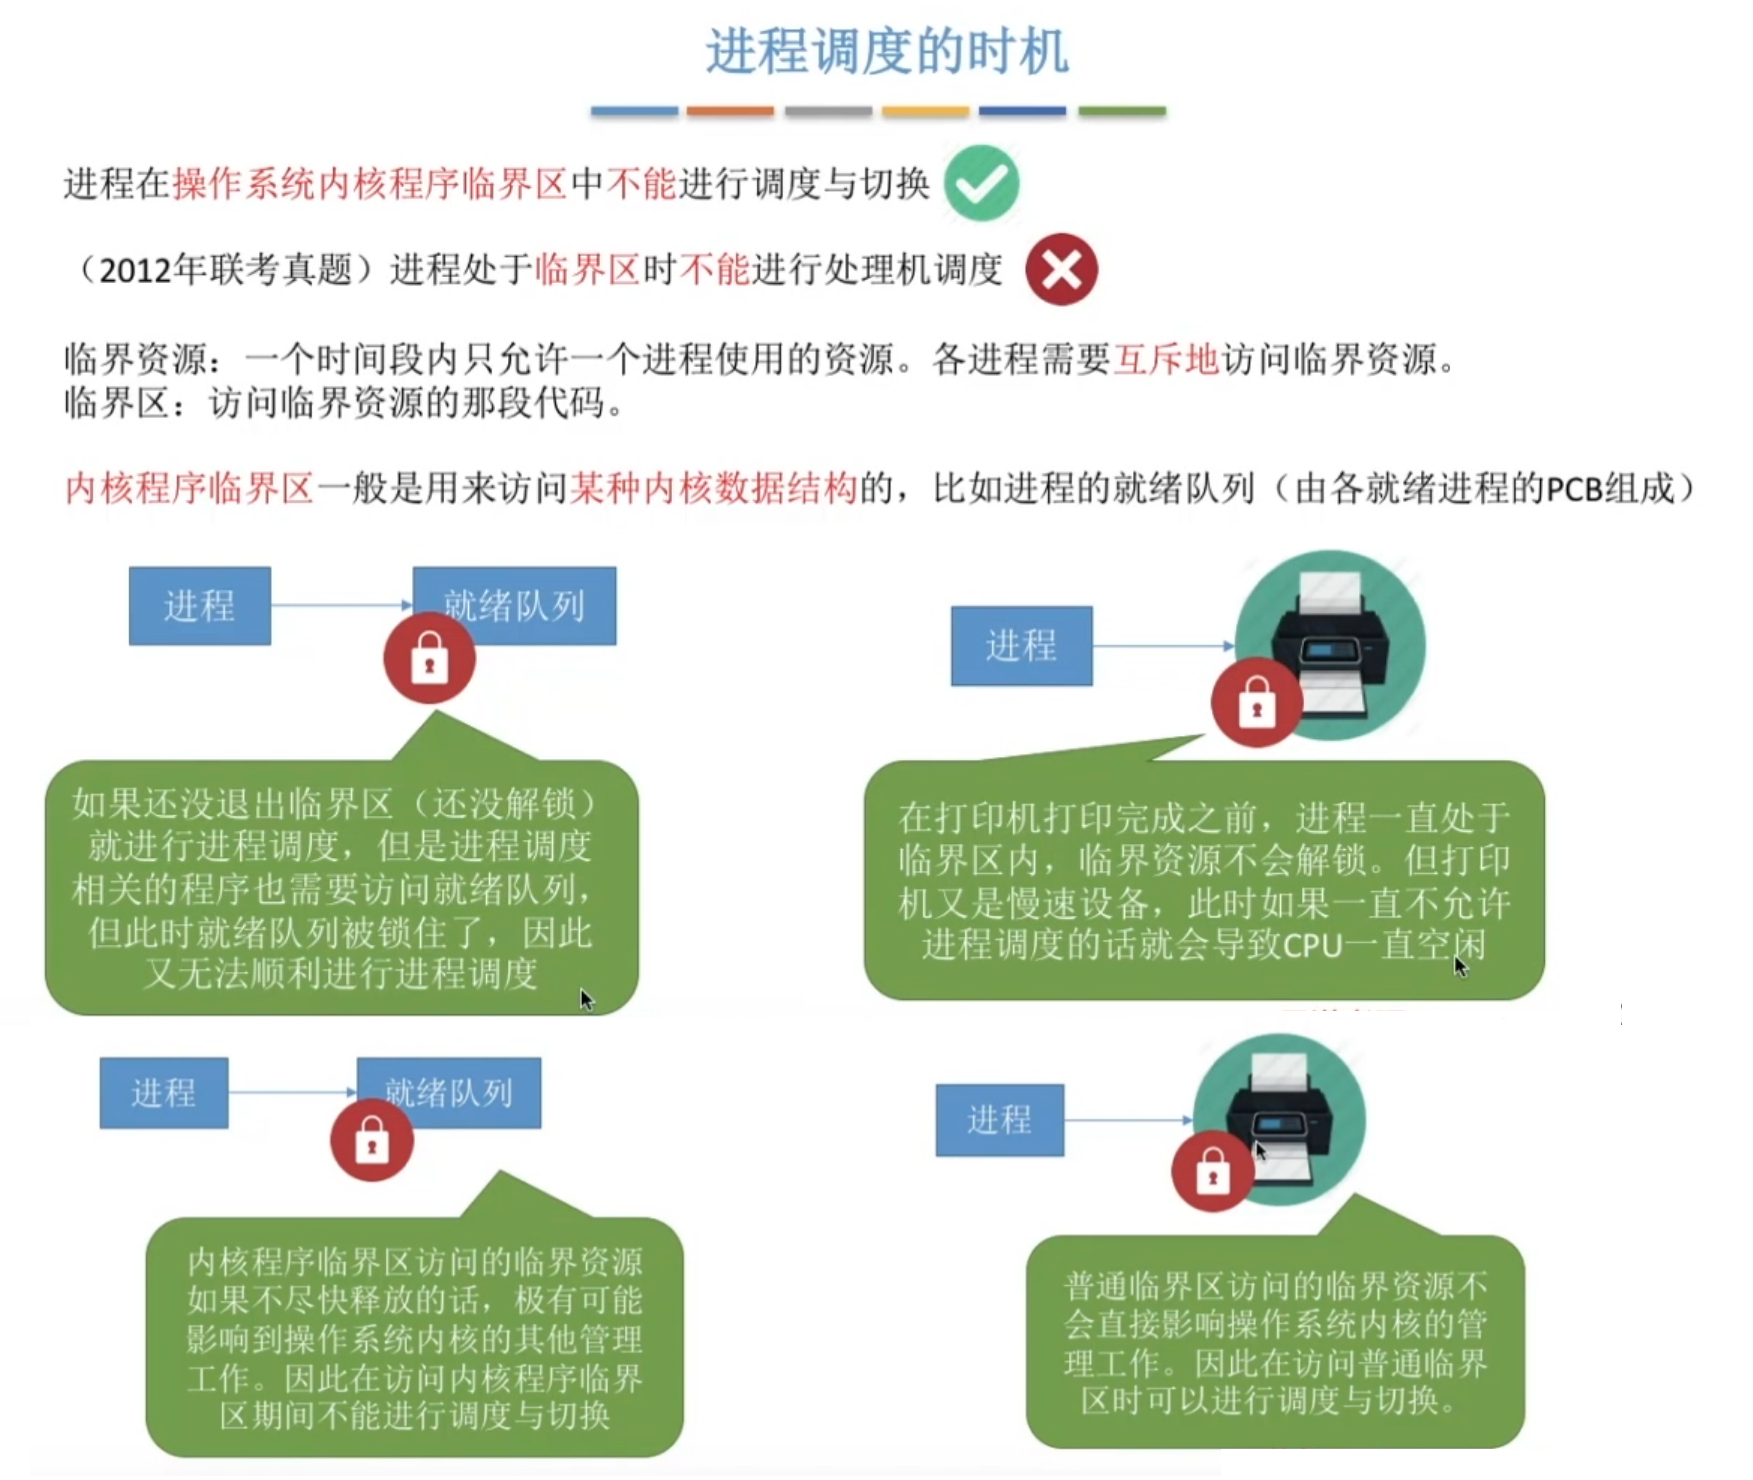 进程调度的时机
进程在操作系统内核程序临界区中不能进行调度与切换
（2012年联考真题）进程处于临界区时不能进行处理机调度
临界资源：一个时间段内只允许一个进程使用的资源。各进程需要互斥地访问临界资源。
临界区：访问临界资源的那段代码。
内核程序临界区一般是用来访问某种内核数据结构的，比如进程的就绪队列（由各就绪进程的PCB组成）
进程
就绪队列
如果还没退出临界区（还没解锁）
就进行进程调度，但是进程调度
相关的程序也需要访问就绪队列，
但此时就绪队列被锁住了，因此
又无法顺利进行进程调度
进程
在打印机打印完成之前，进程一直处于
临界区内，临界资源不会解锁。但打印
机又是慢速设备，此时如果一直不允许
进程调度的话就会导致CPU一直空闲
进程
就绪队列
内核程序临界区访问的临界资源
如果不尽快释放的话，极有可能
影响到操作系统内核的其他管理
工作。因此在访问内核程序临界
区期间不能进行调度与切换
进程
普通临界区访问的临界资源不
会直接影响操作系统内核的管
理工作。因此在访问普通临界
区时可以进行调度与切换。